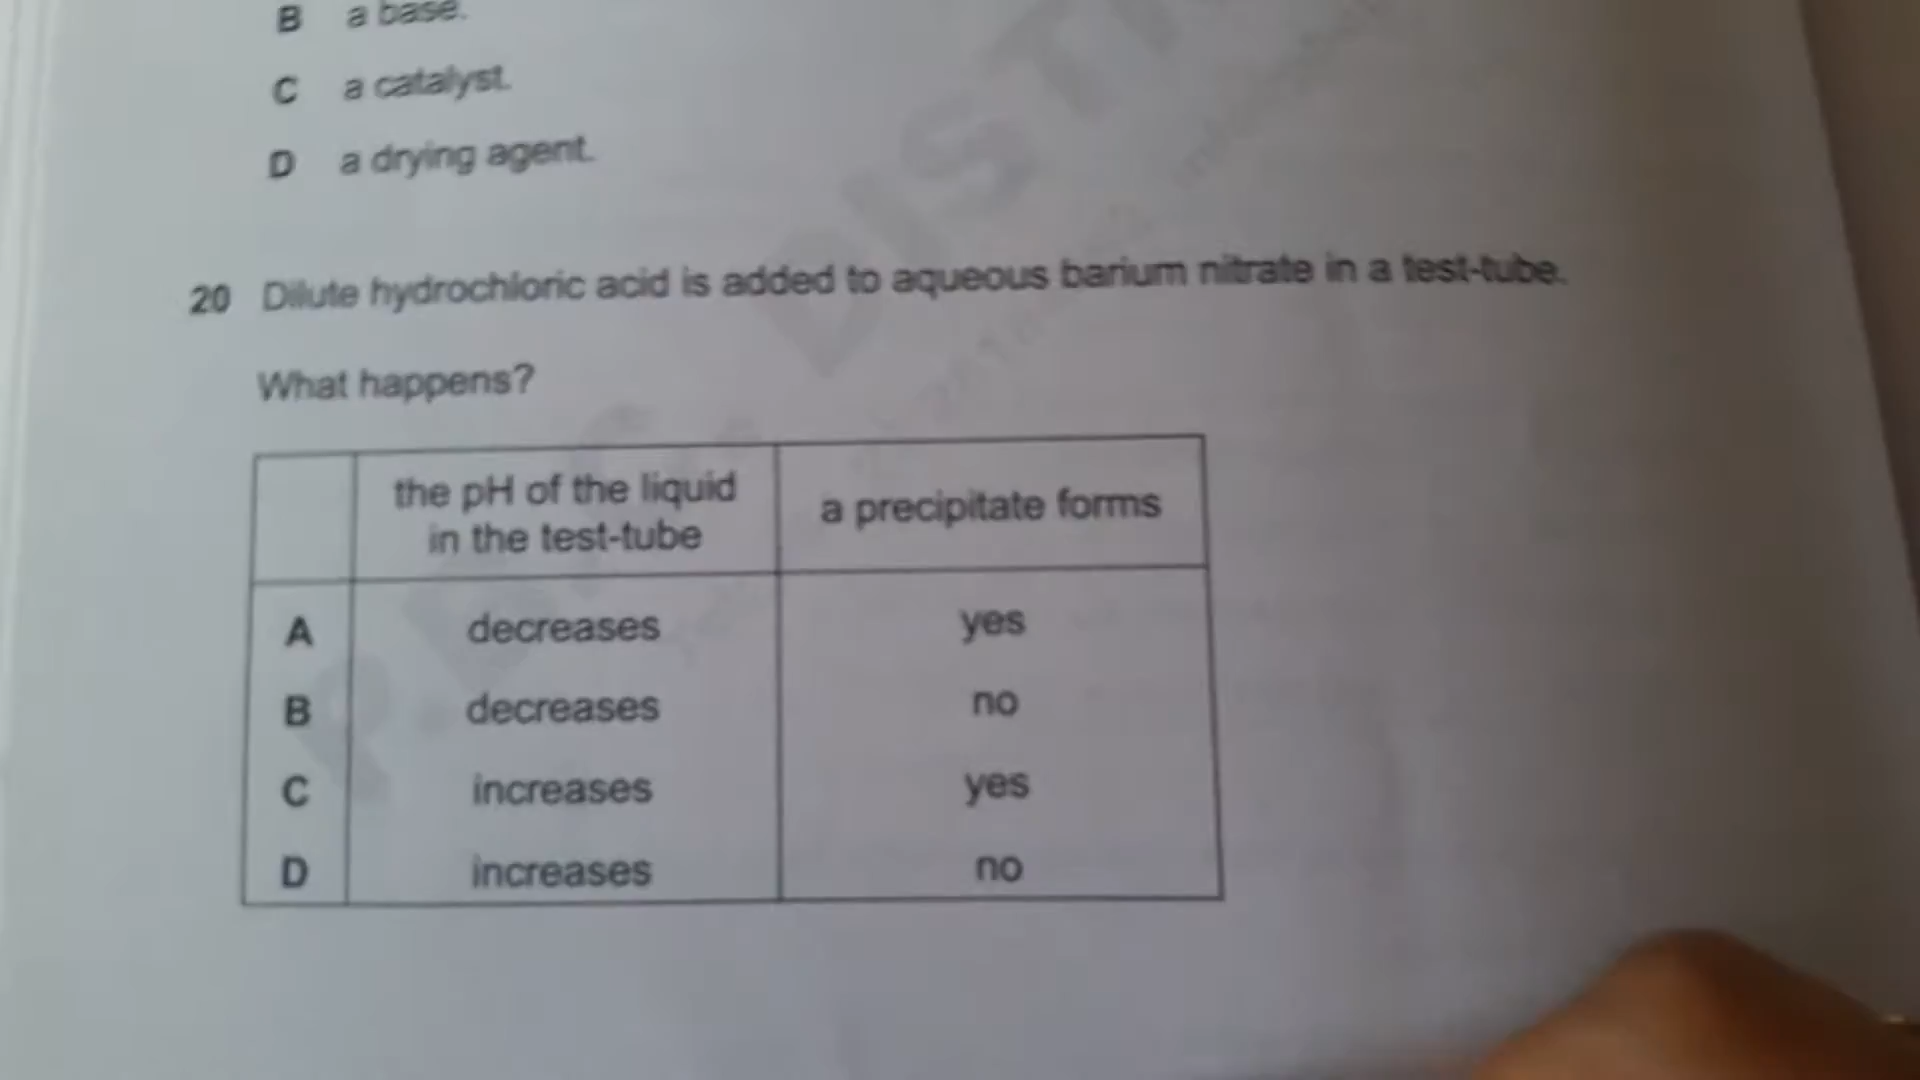 B a base.
C a catalyst.
D a drying agent.
20 Dilute hydrochloric acid is added to aqueous barium nitrate in a test-tube.
What happens?
the pH of the liquid
in the test-tube
a precipitate forms
A decreases yes
B decreases no
C increases yes
D increases no